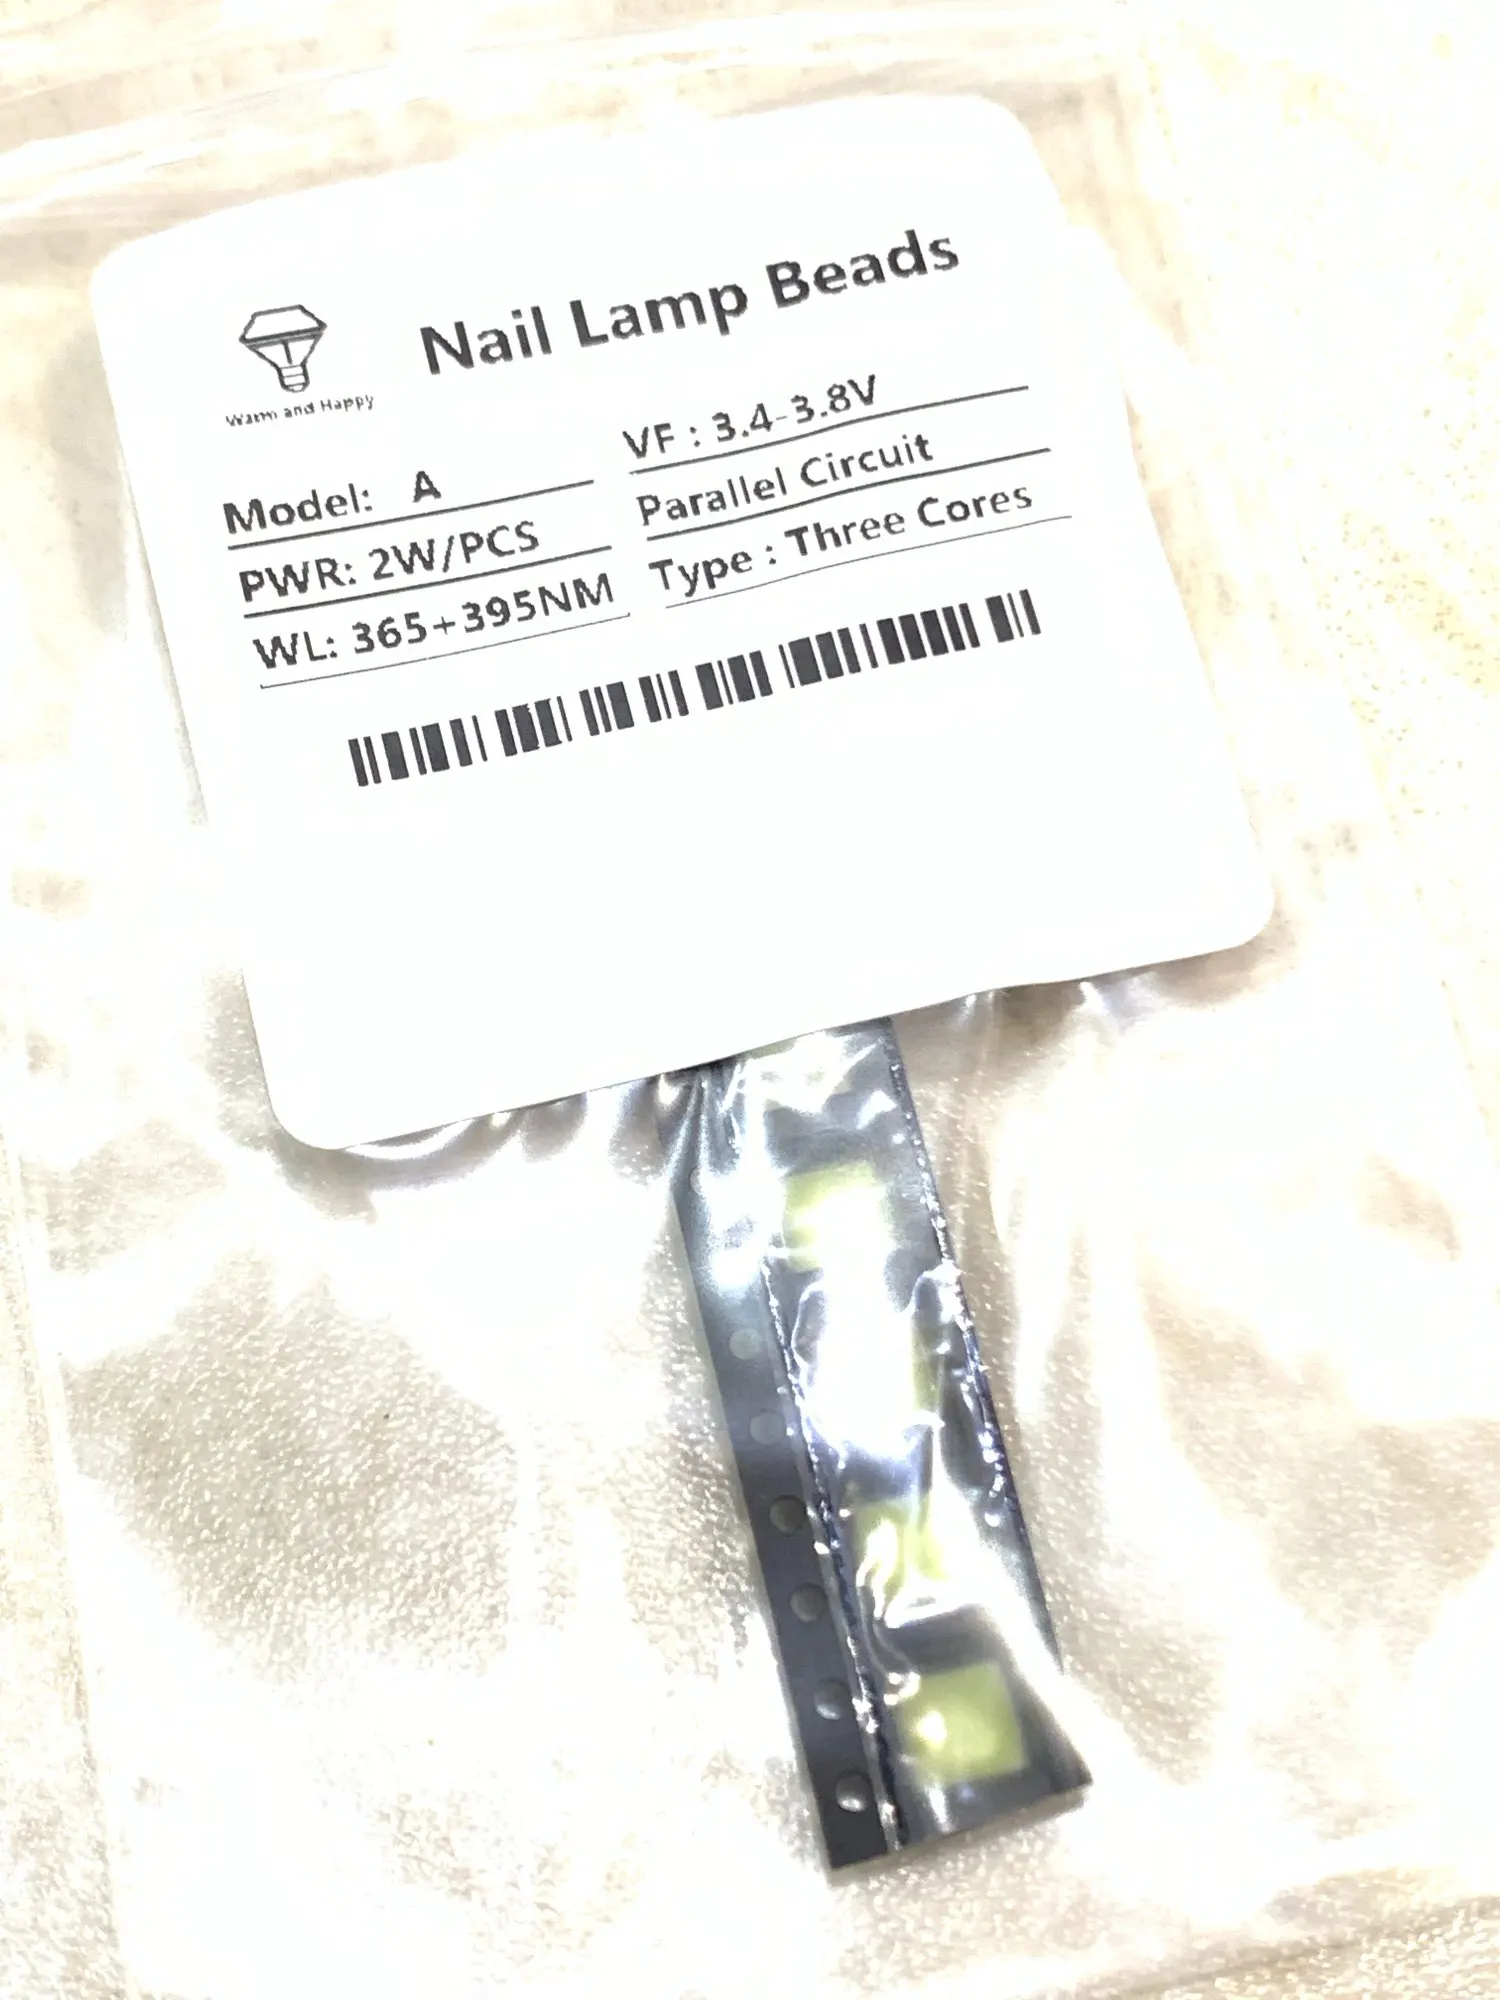 Nail Lamp Beads
Warm and Happy
Model: A
PWR: 2W/PCS
WL: 365+395NM
VF : 3.4-3.8V
Parallel Circuit
Type : Three Cores